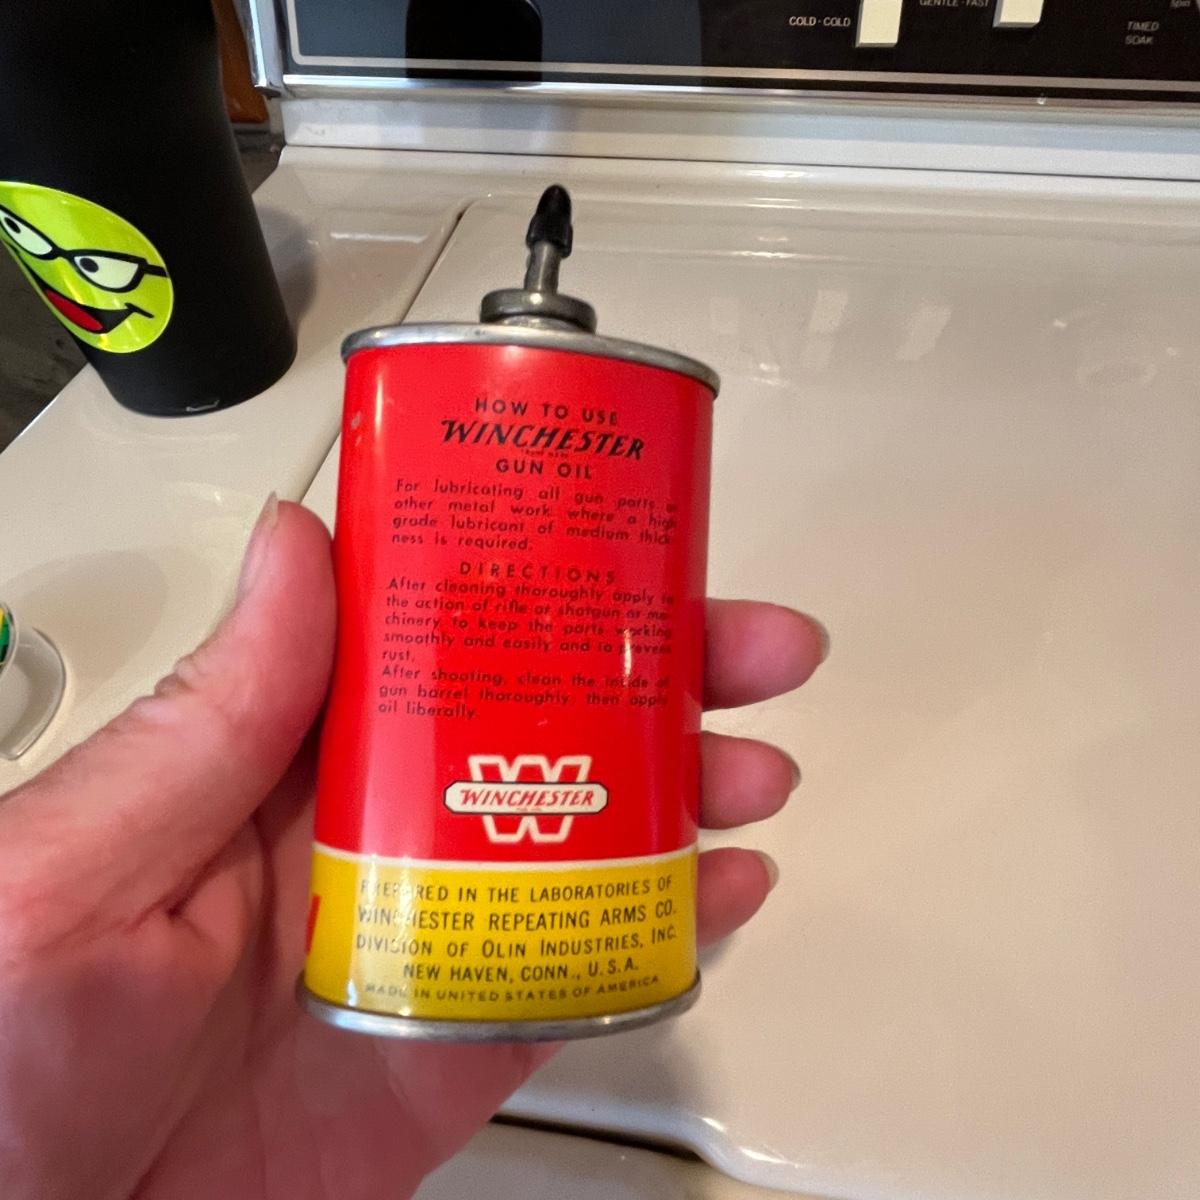 COLD · COLD
GENTLE · FAST
Spin
TIMED
SOAK
HOW TO USE
WINCHESTER
GUN OIL
For lubricating all gun parts or
other metal work where a high
grade lubricant of medium thick-
ness is required.
DIRECTIONS
After cleaning thoroughly apply to
the action of rifle or shotgun or ma-
chinery to keep the parts working
smoothly and easily and to prevent
rust.
After shooting, clean the inside of
gun barrel thoroughly, then apply
oil liberally.
W
WINCHESTER
PREPARED IN THE LABORATORIES OF
WINCHESTER REPEATING ARMS CO.
DIVISION OF OLIN INDUSTRIES, INC.
NEW HAVEN, CONN., U.S.A.
MADE IN UNITED STATES OF AMERICA